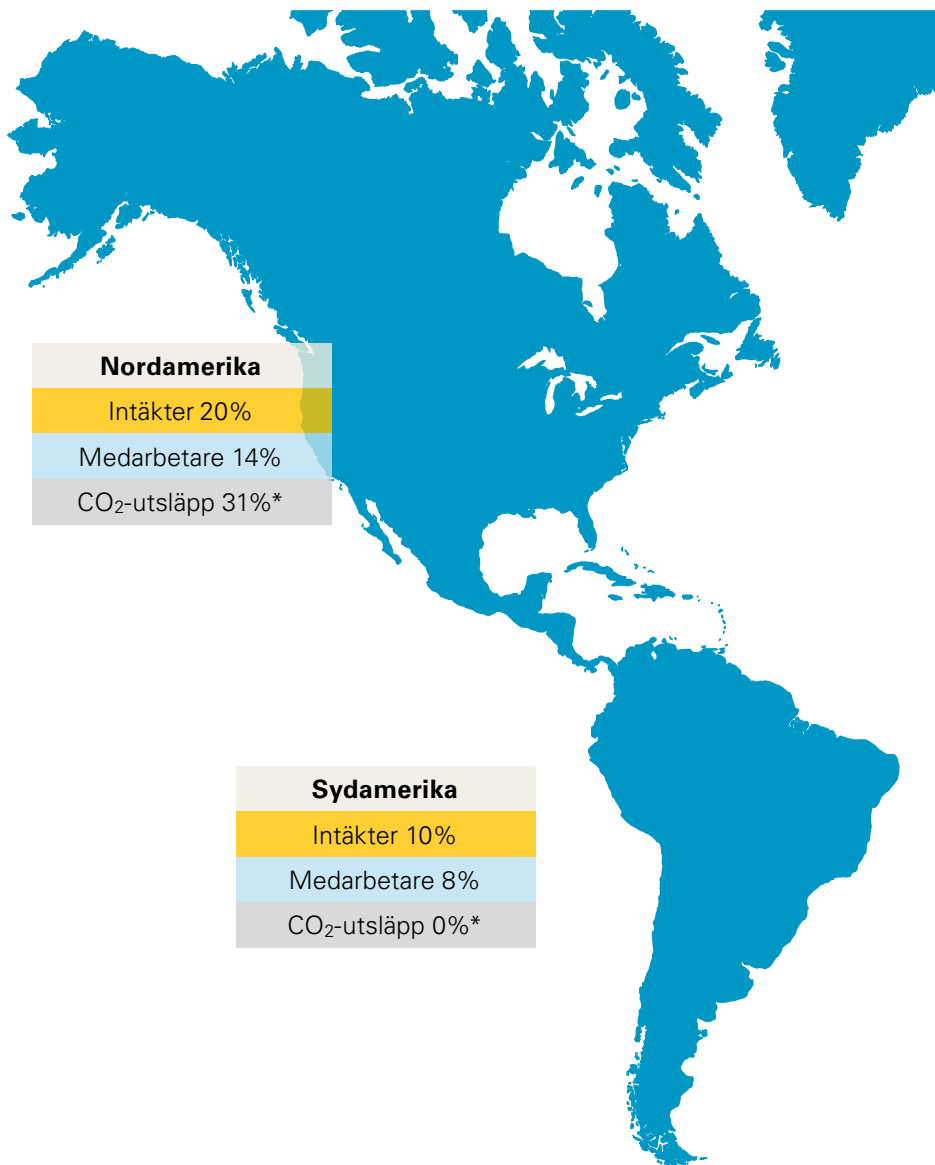 Nordamerika
Intäkter 20%
Medarbetare 14%
CO₂-utsläpp 31%*
Sydamerika
Intäkter 10%
Medarbetare 8%
CO₂-utsläpp 0%*